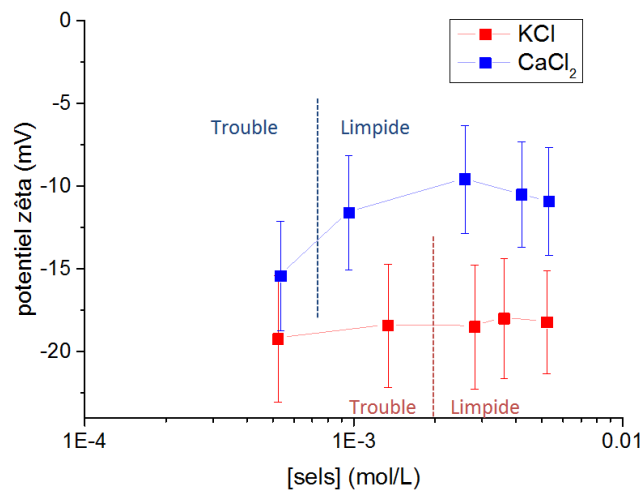 KCl
CaCl₂
Trouble
Limpide
Trouble
Limpide
potentiel zêta (mV)
0
-5
-10
-15
-20
1E-4
1E-3
0.01
[sels] (mol/L)